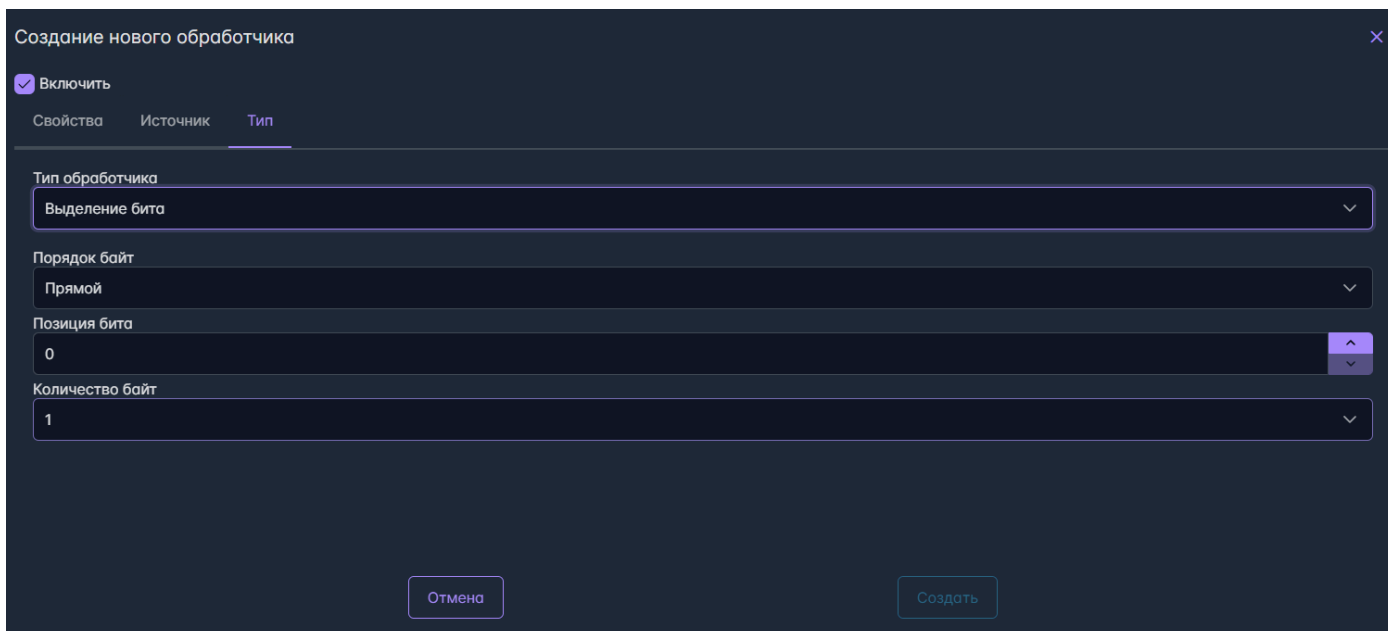 Создание нового обработчика
Включить
Свойства Источник Тип
Тип обработчика
Выделение бита
Порядок байт
Прямой
Позиция бита
0
Количество байт
1
Отмена Создать